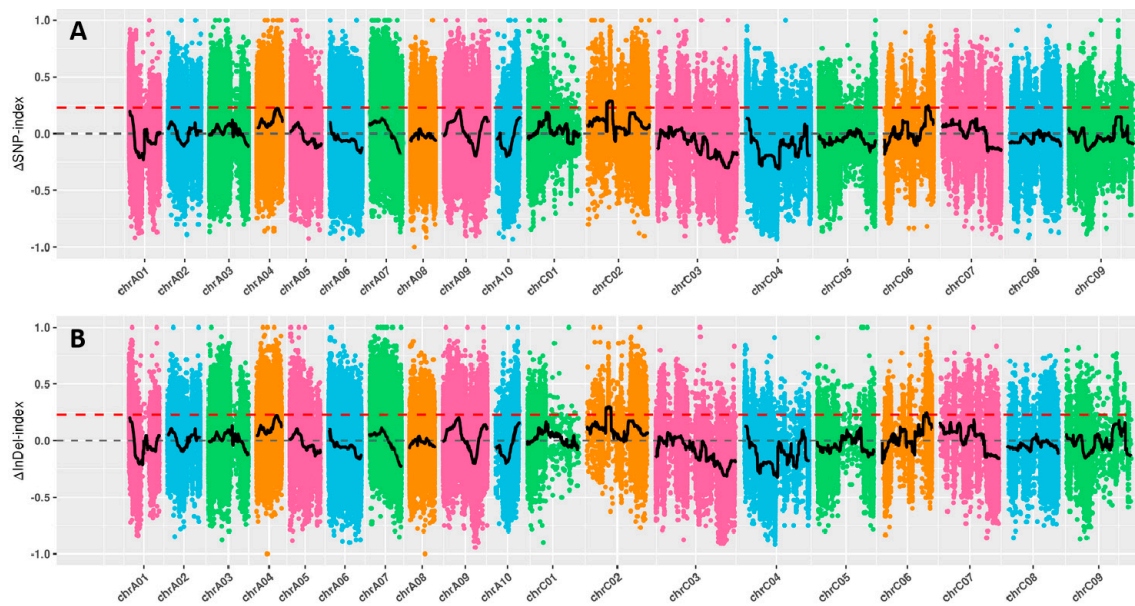 A
ΔSNP-index
1.0
0.5
0.0
-0.5
-1.0
chrA01 chrA02 chrA03 chrA04 chrA05 chrA06 chrA07 chrA08 chrA09 chrA10 chrC01 chrC02 chrC03 chrC04 chrC05 chrC06 chrC07 chrC08 chrC09
B
ΔInDel-index
1.0
0.5
0.0
-0.5
-1.0
chrA01 chrA02 chrA03 chrA04 chrA05 chrA06 chrA07 chrA08 chrA09 chrA10 chrC01 chrC02 chrC03 chrC04 chrC05 chrC06 chrC07 chrC08 chrC09